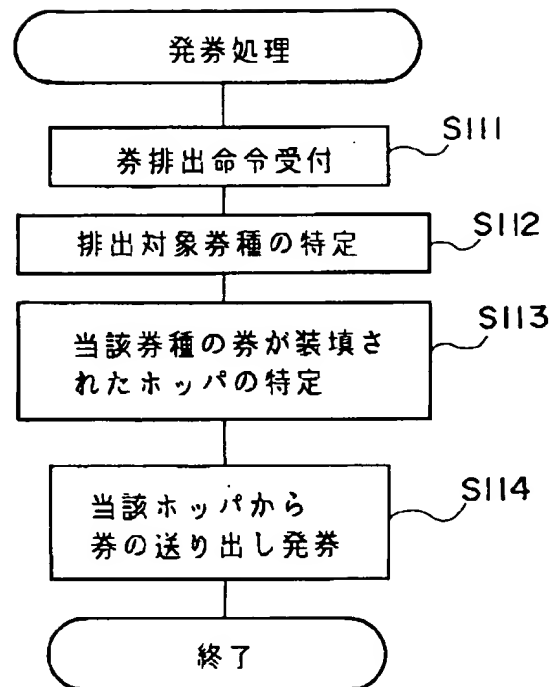 発券処理
券排出命令受付
S111
排出対象券種の特定
S112
当該券種の券が装填さ
れたホッパの特定
S113
当該ホッパから
券の送り出し発券
S114
終了